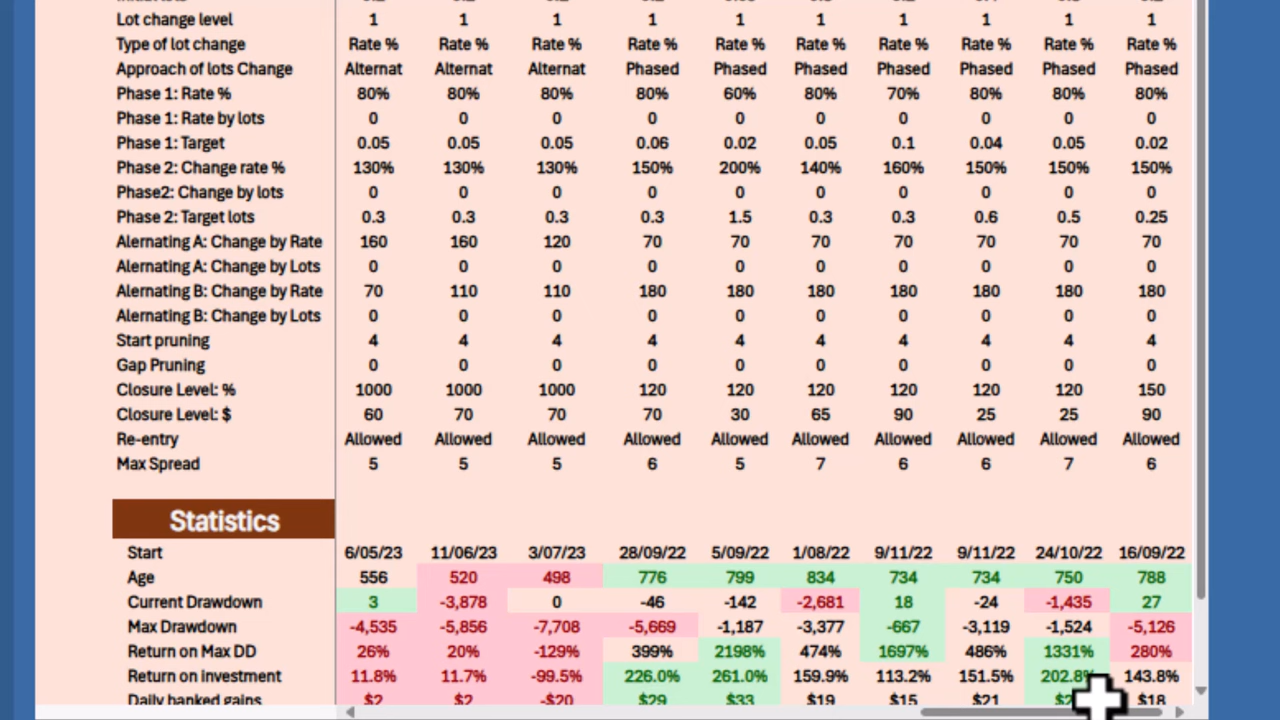 Lot change level 1 1 1 1 1 1 1 1 1 1
Type of lot change Rate % Rate % Rate % Rate % Rate % Rate % Rate % Rate % Rate % Rate %
Approach of lots Change Alternat Alternat Alternat Phased Phased Phased Phased Phased Phased Phased
Phase 1: Rate % 80% 80% 80% 80% 60% 80% 70% 80% 80% 80%
Phase 1: Rate by lots 0 0 0 0 0 0 0 0 0 0
Phase 1: Target 0.05 0.05 0.05 0.06 0.02 0.05 0.1 0.04 0.05 0.02
Phase 2: Change rate % 130% 130% 130% 150% 200% 140% 160% 150% 150% 150%
Phase2: Change by lots 0 0 0 0 0 0 0 0 0 0
Phase 2: Target lots 0.3 0.3 0.3 0.3 1.5 0.3 0.3 0.6 0.5 0.25
Alernating A: Change by Rate 160 160 120 70 70 70 70 70 70 70
Alernating A: Change by Lots 0 0 0 0 0 0 0 0 0 0
Alernating B: Change by Rate 70 110 110 180 180 180 180 180 180 180
Alernating B: Change by Lots 0 0 0 0 0 0 0 0 0 0
Start pruning 4 4 4 4 4 4 4 4 4 4
Gap Pruning 0 0 0 0 0 0 0 0 0 0
Closure Level: % 1000 1000 1000 120 120 120 120 120 120 150
Closure Level: $ 60 70 70 70 30 65 90 25 25 90
Re-entry Allowed Allowed Allowed Allowed Allowed Allowed Allowed Allowed Allowed Allowed
Max Spread 5 5 5 6 5 7 6 6 7 6
Statistics
Start 6/05/23 11/06/23 3/07/23 28/09/22 5/09/22 1/08/22 9/11/22 9/11/22 24/10/22 16/09/22
Age 556 520 498 776 799 834 734 734 750 788
Current Drawdown 3 -3,878 0 -46 -142 -2,681 18 -24 -1,435 27
Max Drawdown -4,535 -5,856 -7,708 -5,669 -1,187 -3,377 -667 -3,119 -1,524 -5,126
Return on Max DD 26% 20% -129% 399% 2198% 474% 1697% 486% 1331% 280%
Return on investment 11.8% 11.7% -99.5% 226.0% 261.0% 159.9% 113.2% 151.5% 202.8% 143.8%
Daily banked gains $2 $2 -$20 $29 $33 $19 $15 $21 $18